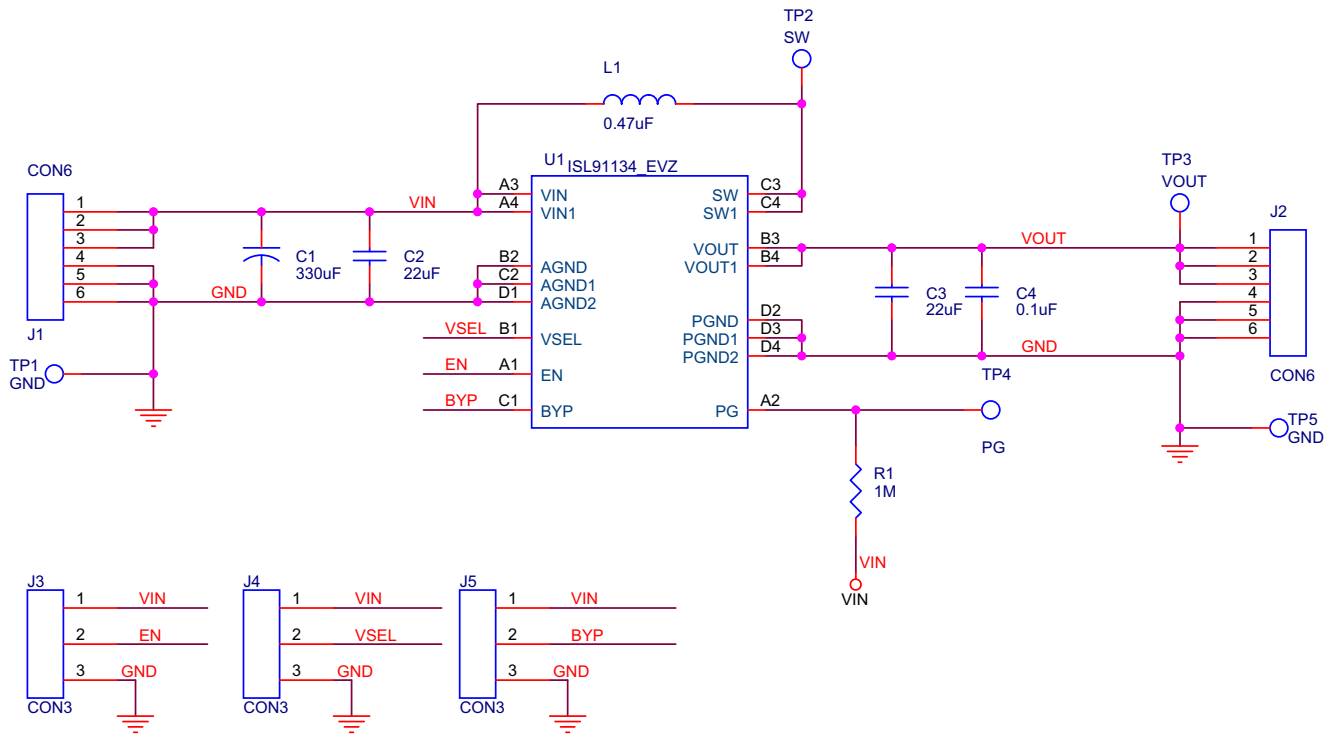 TP2
SW
L1
0.47uF
U1 ISL91134_EVZ
CON6
1
2
3
4
5
6
J1
TP1
GND
VIN
GND
C1
330uF
C2
22uF
A3 VIN
A4 VIN1
B2 AGND
C2 AGND1
D1 AGND2
VSEL B1 VSEL
EN A1 EN
BYP C1 BYP
SW C3
SW1 C4
VOUT B3
VOUT1 B4
PGND D2
PGND1 D3
PGND2 D4
PG A2
VOUT
GND
C3
22uF
C4
0.1uF
TP3
VOUT
J2
1
2
3
4
5
6
CON6
TP4
PG
TP5
GND
R1
1M
VIN
VIN
J3
1 VIN
2 EN
3 GND
CON3
J4
1 VIN
2 VSEL
3 GND
CON3
J5
1 VIN
2 BYP
3 GND
CON3